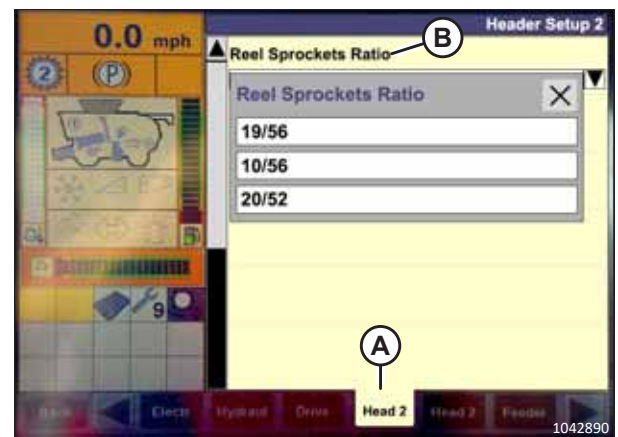 Header Setup 2
0.0 mph
B
Reel Sprockets Ratio
2
P
Reel Sprockets Ratio
19/56
10/56
20/52
9
A
Back
Electr
Hydraul
Drive
Head 2
Head 2
Feeder
1042890